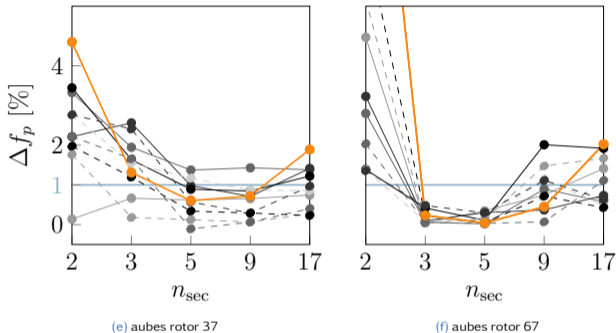 Δf_p [%]
4
2
1
0
2 3 5 9 17
2 3 5 9 17
n_sec
n_sec
(e) aubes rotor 37
(f) aubes rotor 67